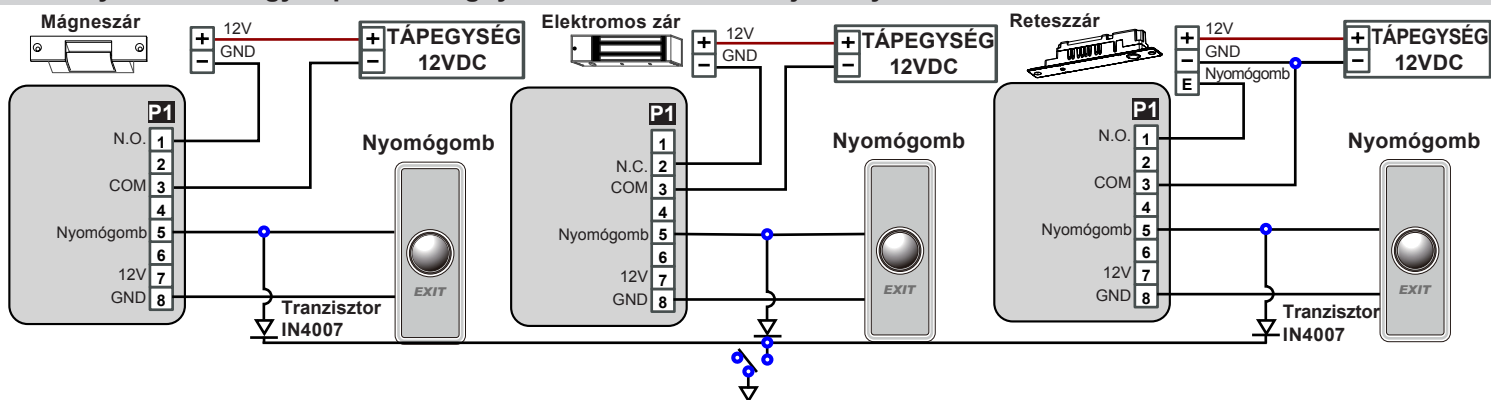 Mágneszár
12V
GND
+
−
+
−
TÁPEGYSÉG
12VDC
P1
N.O. 1
2
COM 3
4
Nyomógomb 5
6
12V 7
GND 8
Nyomógomb
EXIT
Tranzisztor
IN4007
Elektromos zár
+
−
12V
GND
+
−
TÁPEGYSÉG
12VDC
P1
1
N.C. 2
COM 3
4
Nyomógomb 5
6
12V 7
GND 8
Nyomógomb
EXIT
Reteszzár
+
−
E
12V
GND
Nyomógomb
+
−
TÁPEGYSÉG
12VDC
P1
N.O. 1
2
COM 3
4
Nyomógomb 5
6
12V 7
GND 8
Nyomógomb
EXIT
Tranzisztor
IN4007